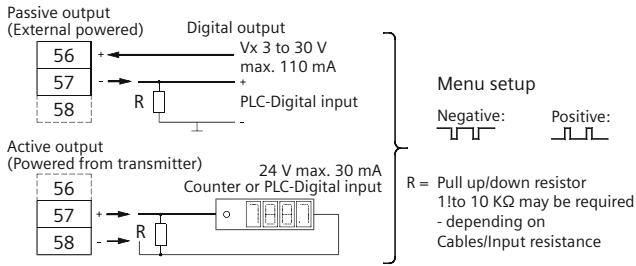 Passive output
(External powered)
Digital output
56 + Vx 3 to 30 V
max. 110 mA
57 - +
R PLC-Digital input
58
-
Active output
(Powered from transmitter)
24 V max. 30 mA
56 Counter or PLC-Digital input
57 +
R
58 -
Menu setup
Negative: Positive:
R = Pull up/down resistor
1!to 10 KΩ may be required
- depending on
Cables/Input resistance